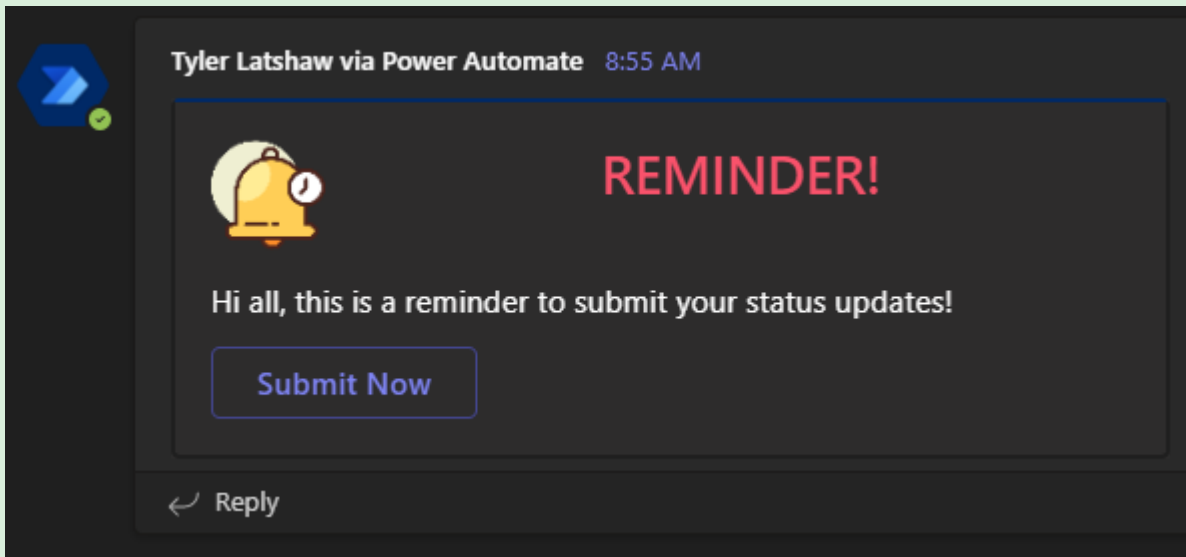 Tyler Latshaw via Power Automate 8:55 AM
REMINDER!
Hi all, this is a reminder to submit your status updates!
Submit Now
Reply